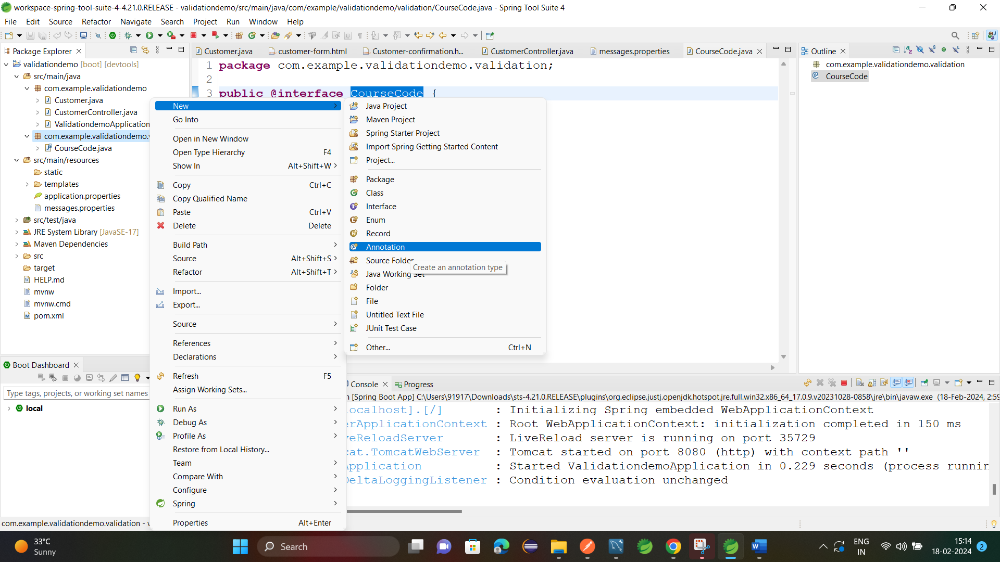 workspace-spring-tool-suite-4-4.21.0.RELEASE - validationdemo/src/main/java/com/example/validationdemo/validation/CourseCode.java - Spring Tool Suite 4
File Edit Source Refactor Navigate Search Project Run Window Help
Package Explorer
validationdemo [boot] [devtools]
src/main/java
com.example.validationdemo
Customer.java
CustomerController.java
ValidationdemoApplication
com.example.validationdemo.
CourseCode.java
src/main/resources
static
templates
application.properties
messages.properties
src/test/java
JRE System Library [JavaSE-17]
Maven Dependencies
src
target
HELP.md
mvnw
mvnw.cmd
pom.xml
Boot Dashboard
Type tags, projects, or working set names
local
com.example.validationdemo.validation -
Customer.java customer-form.html Customer-confirmation.h... CustomerController.java messages.properties CourseCode.java
1 package com.example.validationdemo.validation;
2
3 public @interface CourseCode {
New
Go Into
Open in New Window
Open Type Hierarchy F4
Show In Alt+Shift+W
Copy Ctrl+C
Copy Qualified Name
Paste Ctrl+V
Delete Delete
Build Path
Source Alt+Shift+S
Refactor Alt+Shift+T
Import...
Export...
Source
References
Declarations
Refresh F5
Assign Working Sets...
Run As
Debug As
Profile As
Restore from Local History...
Team
Compare With
Configure
Spring
Properties Alt+Enter
Java Project
Maven Project
Spring Starter Project
Import Spring Getting Started Content
Project...
Package
Class
Interface
Enum
Record
Annotation
Source Folder
Create an annotation type
Java Working Set
Folder
File
Untitled Text File
JUnit Test Case
Other... Ctrl+N
Outline
com.example.validationdemo.validation
CourseCode
Console Progress
[Spring Boot App] C:\Users\91917\Downloads\sts-4.21.0.RELEASE\plugins\org.eclipse.justj.openjdk.hotspot.jre.full.win32.x86_64_17.0.9.v20231028-0858\jre\bin\javaw.exe (18-Feb-2024, 2:59
ocalhost].[/] : Initializing Spring embedded WebApplicationContext
erApplicationContext : Root WebApplicationContext: initialization completed in 150 ms
veReloadServer : LiveReload server is running on port 35729
cat.TomcatWebServer : Tomcat started on port 8080 (http) with context path ''
Application : Started ValidationdemoApplication in 0.229 seconds (process runnin
DeltaLoggingListener : Condition evaluation unchanged
33°C
Sunny
Search
ENG
IN
15:14
18-02-2024
2